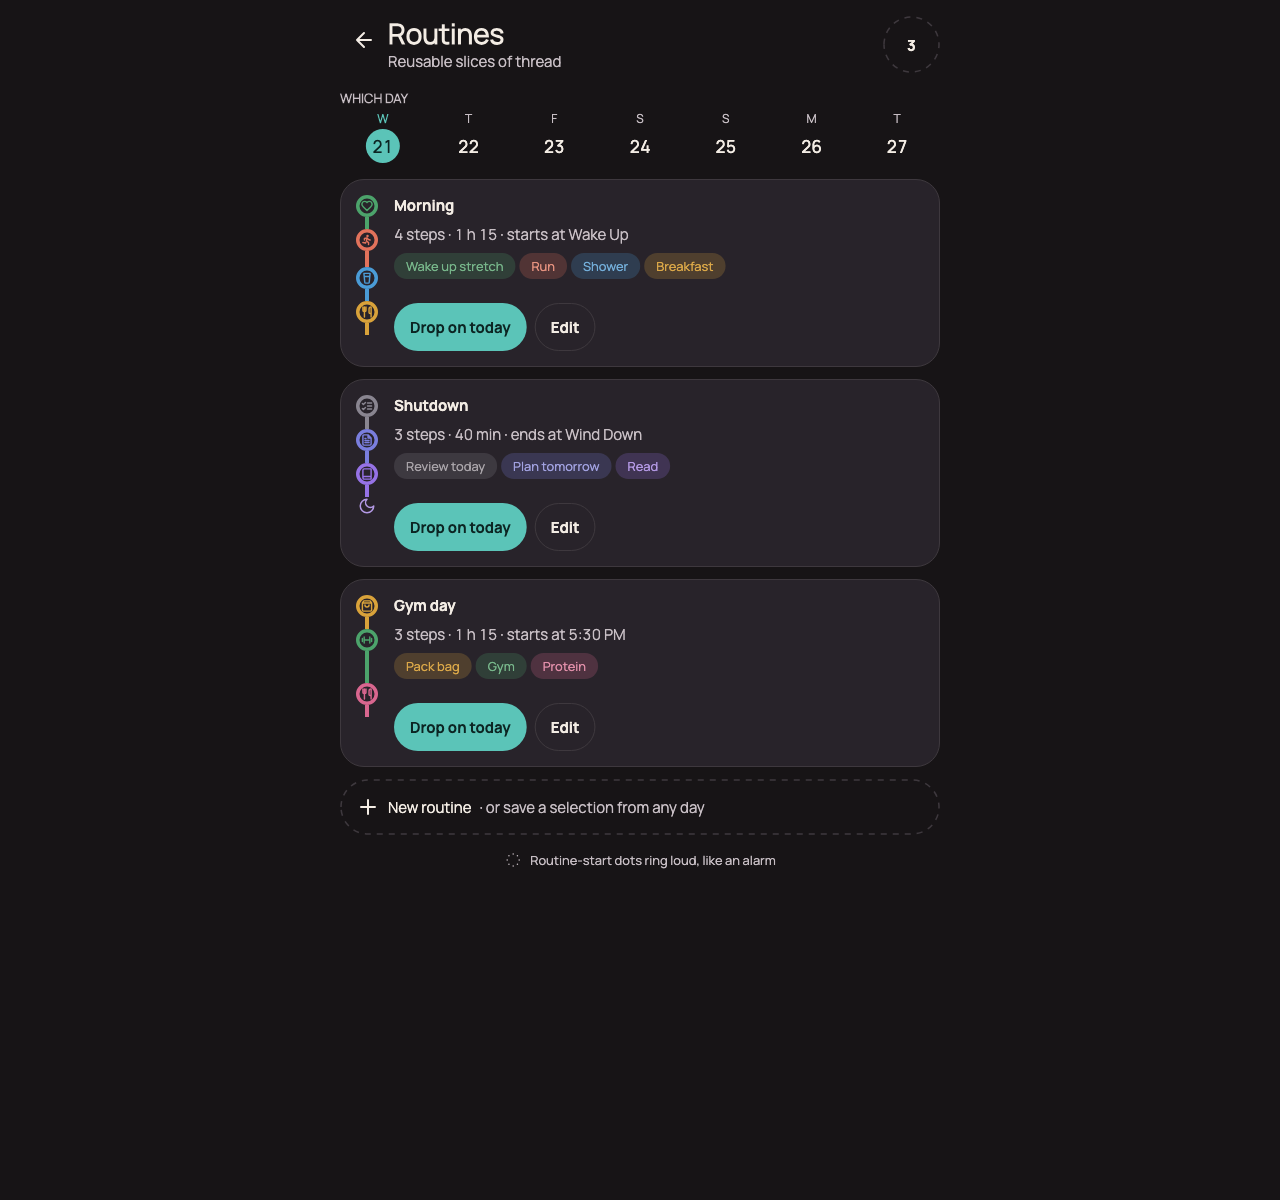 Routines
Reusable slices of thread
3
WHICH DAY
W T F S S M T
21 22 23 24 25 26 27
Morning
4 steps · 1 h 15 · starts at Wake Up
Wake up stretch Run Shower Breakfast
Drop on today Edit
Shutdown
3 steps · 40 min · ends at Wind Down
Review today Plan tomorrow Read
Drop on today Edit
Gym day
3 steps · 1 h 15 · starts at 5:30 PM
Pack bag Gym Protein
Drop on today Edit
New routine · or save a selection from any day
Routine-start dots ring loud, like an alarm